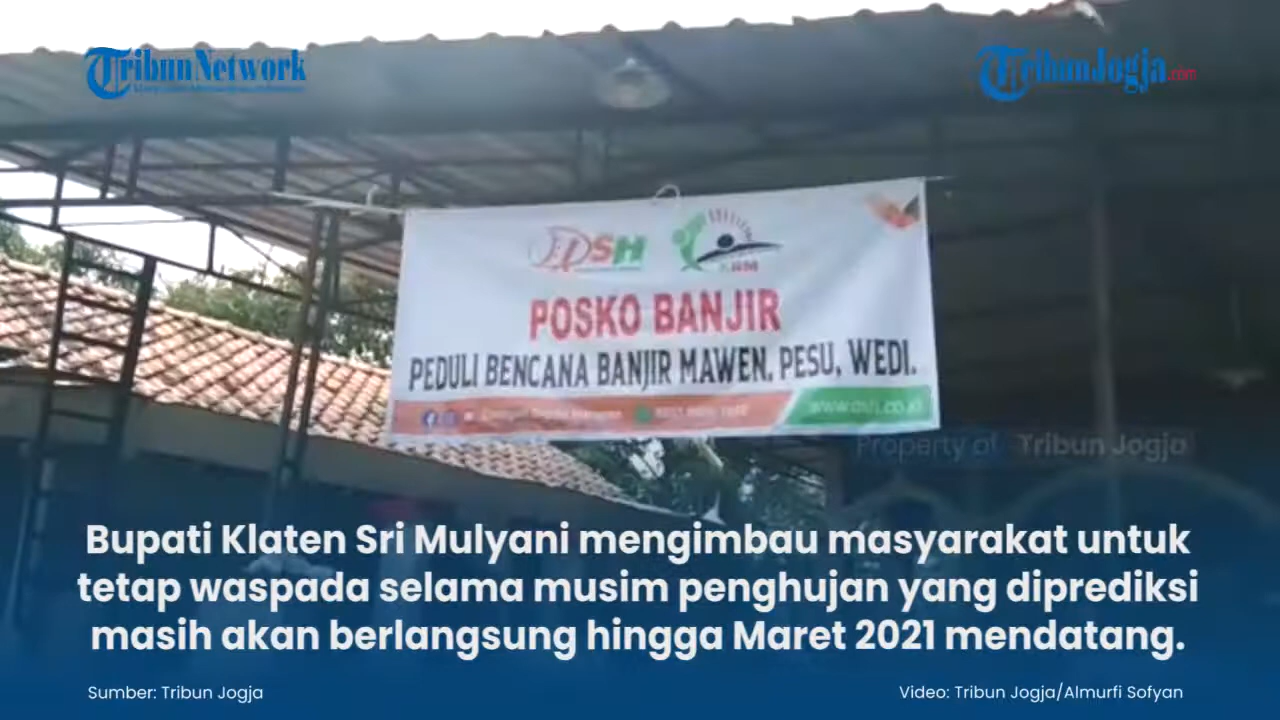 Tribun Network
TribunJogja.com
DSH
POSKO BANJIR
PEDULI BENCANA BANJIR MAWEN, PESU, WEDI.
www.dsh.co.id
Property of Tribun Jogja
Bupati Klaten Sri Mulyani mengimbau masyarakat untuk
tetap waspada selama musim penghujan yang diprediksi
masih akan berlangsung hingga Maret 2021 mendatang.
Sumber: Tribun Jogja
Video: Tribun Jogja/Almurfi Sofyan